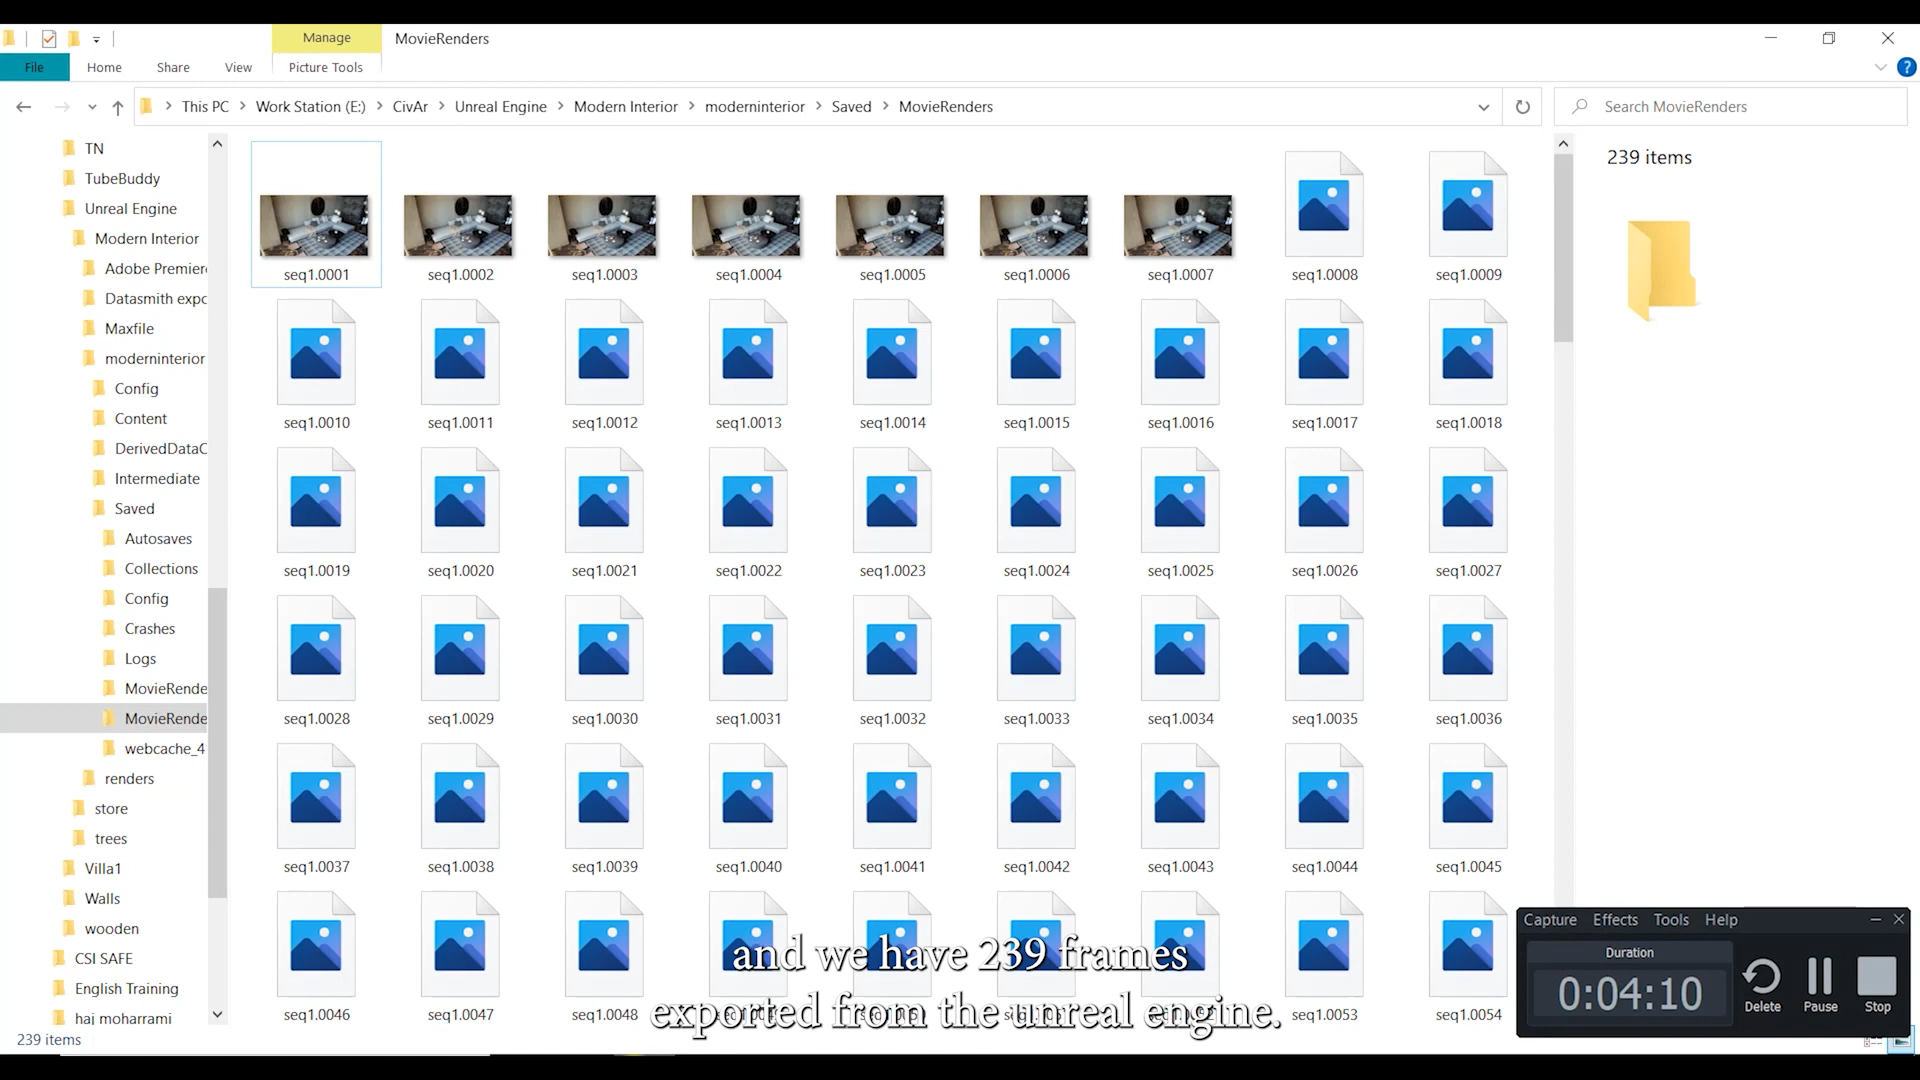 Manage
MovieRenders
File
Home
Share
View
Picture Tools
This PC
Work Station (E:)
CivAr
Unreal Engine
Modern Interior
moderninterior
Saved
MovieRenders
Search MovieRenders
TN
TubeBuddy
Unreal Engine
Modern Interior
Adobe Premier
Datasmith expo
Maxfile
moderninterior
Config
Content
DerivedDataC
Intermediate
Saved
Autosaves
Collections
Config
Crashes
Logs
MovieRende
MovieRende
webcache_4
renders
store
trees
Villa1
Walls
wooden
CSI SAFE
English Training
haj moharrami
239 items
seq1.0001 seq1.0002 seq1.0003 seq1.0004 seq1.0005 seq1.0006 seq1.0007 seq1.0008 seq1.0009
seq1.0010 seq1.0011 seq1.0012 seq1.0013 seq1.0014 seq1.0015 seq1.0016 seq1.0017 seq1.0018
seq1.0019 seq1.0020 seq1.0021 seq1.0022 seq1.0023 seq1.0024 seq1.0025 seq1.0026 seq1.0027
seq1.0028 seq1.0029 seq1.0030 seq1.0031 seq1.0032 seq1.0033 seq1.0034 seq1.0035 seq1.0036
seq1.0037 seq1.0038 seq1.0039 seq1.0040 seq1.0041 seq1.0042 seq1.0043 seq1.0044 seq1.0045
seq1.0046 seq1.0047 seq1.0048 seq1.0053 seq1.0054
239 items
and we have 239 frames
exported from the unreal engine.
Capture Effects Tools Help
Duration
0:04:10
Delete
Pause
Stop